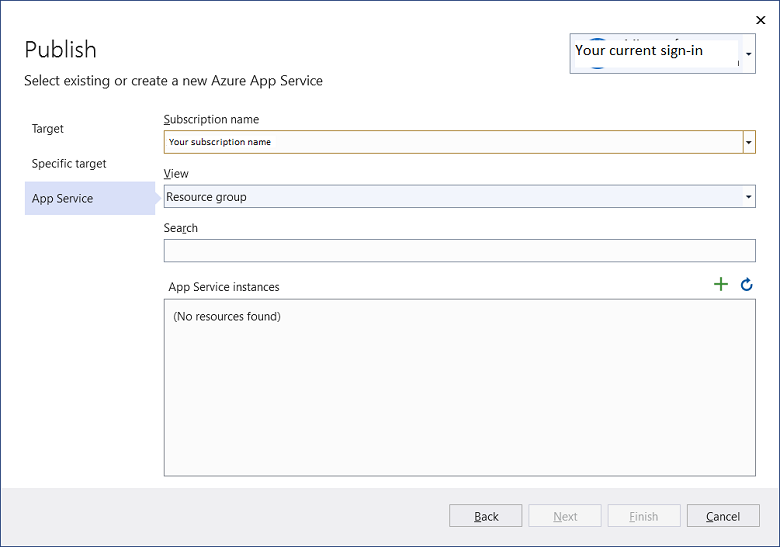 Publish
Your current sign-in
Select existing or create a new Azure App Service
Target
Specific target
App Service
Subscription name
Your subscription name
View
Resource group
Search
App Service instances
(No resources found)
Back
Next
Finish
Cancel